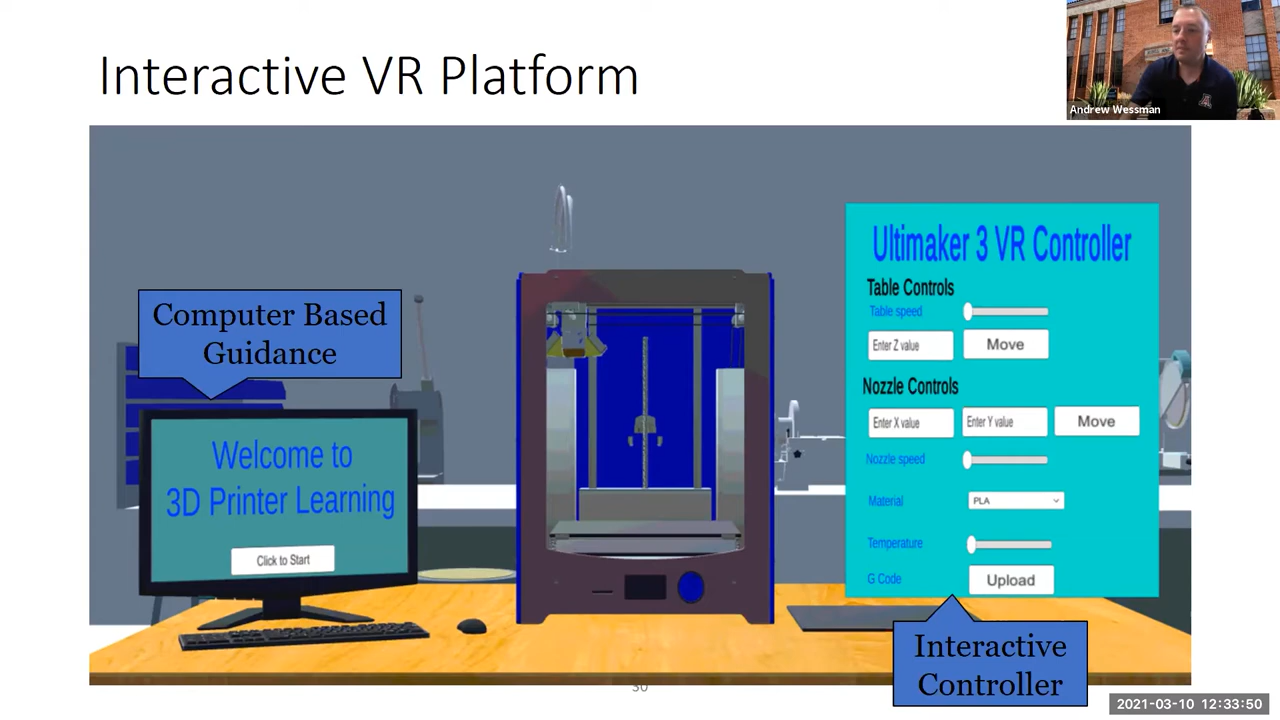 Interactive VR Platform
Andrew Wessman
Computer Based
Guidance
Welcome to
3D Printer Learning
Click to Start
Ultimaker 3 VR Controller
Table Controls
Table speed
Enter Z value
Move
Nozzle Controls
Enter X value
Enter Y value
Move
Nozzle speed
Material
PLA
Temperature
G Code
Upload
Interactive
Controller
30
2021-03-10 12:33:50